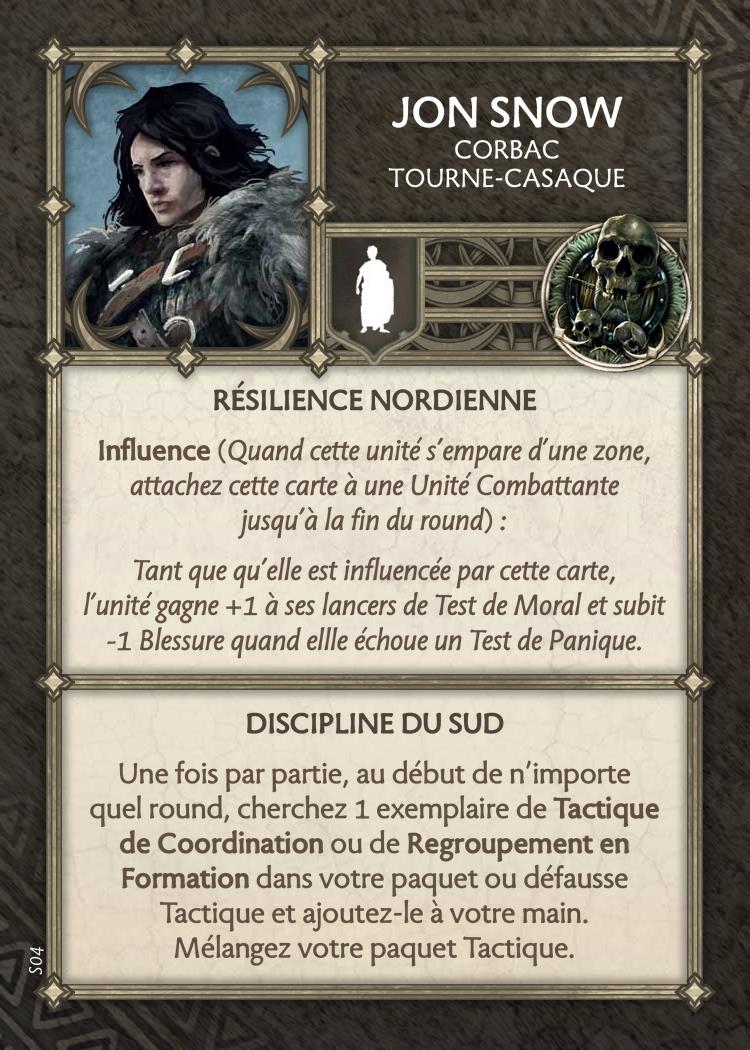 JON SNOW
CORBAC
TOURNE-CASAQUE
RÉSILIENCE NORDIENNE
Influence (Quand cette unité s'empare d'une zone,
attachez cette carte à une Unité Combattante
jusqu'à la fin du round) :
Tant que qu'elle est influencée par cette carte,
l'unité gagne +1 à ses lancers de Test de Moral et subit
-1 Blessure quand ellle échoue un Test de Panique.
DISCIPLINE DU SUD
Une fois par partie, au début de n'importe
quel round, cherchez 1 exemplaire de Tactique
de Coordination ou de Regroupement en
Formation dans votre paquet ou défausse
Tactique et ajoutez-le à votre main.
Mélangez votre paquet Tactique.
S04